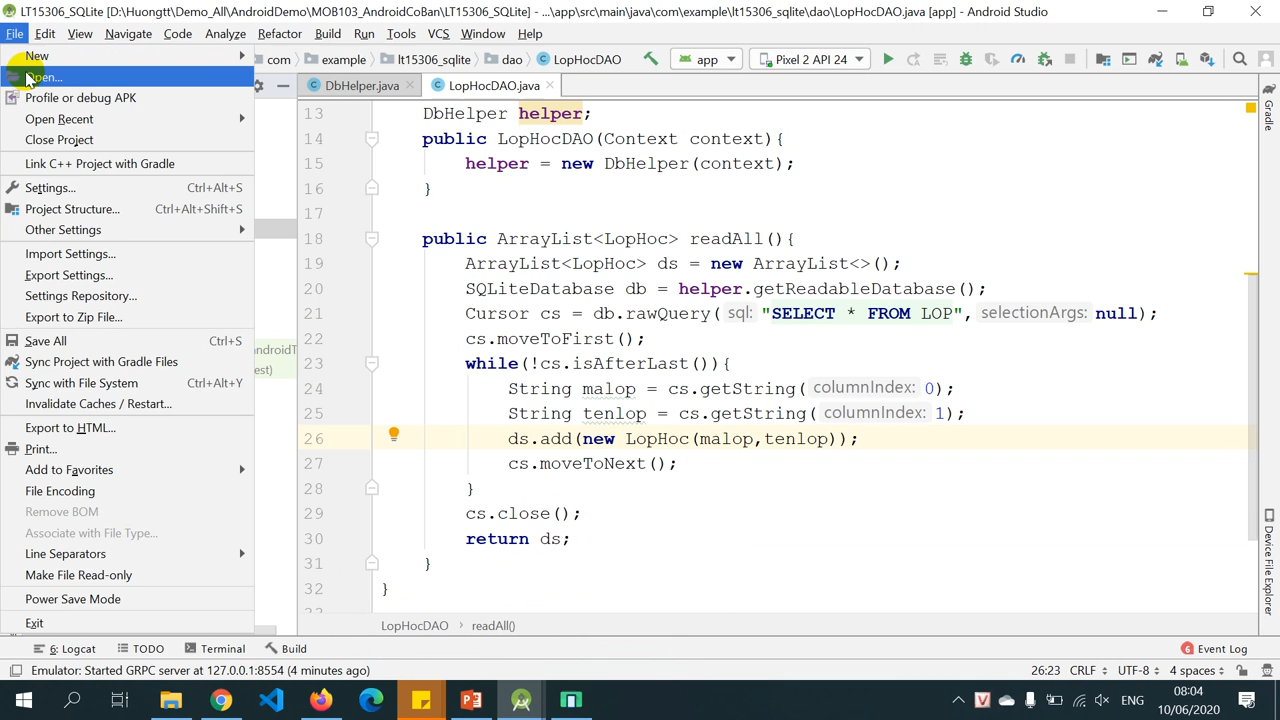 LT15306_SQLite [D:\Huongtt\Demo_All\AndroidDemo\MOB103_AndroidCoBan\LT15306_SQLite] - ...\app\src\main\java\com\example\lt15306_sqlite\dao\LopHocDAO.java [app] - Android Studio
File Edit View Navigate Code Analyze Refactor Build Run Tools VCS Window Help
com example lt15306_sqlite dao LopHocDAO app Pixel 2 API 24
DbHelper.java LopHocDAO.java
New
Open...
Profile or debug APK
Open Recent
Close Project
Link C++ Project with Gradle
Settings... Ctrl+Alt+S
Project Structure... Ctrl+Alt+Shift+S
Other Settings
Import Settings...
Export Settings...
Settings Repository...
Export to Zip File...
Save All Ctrl+S
Sync Project with Gradle Files
Sync with File System Ctrl+Alt+Y
Invalidate Caches / Restart...
Export to HTML...
Print...
Add to Favorites
File Encoding
Remove BOM
Associate with File Type...
Line Separators
Make File Read-only
Power Save Mode
Exit
androidT
est)
13 DbHelper helper;
14 public LopHocDAO(Context context){
15 helper = new DbHelper(context);
16 }
17
18 public ArrayList<LopHoc> readAll(){
19 ArrayList<LopHoc> ds = new ArrayList<>();
20 SQLiteDatabase db = helper.getReadableDatabase();
21 Cursor cs = db.rawQuery( sql: "SELECT * FROM LOP", selectionArgs: null);
22 cs.moveToFirst();
23 while(!cs.isAfterLast()){
24 String malop = cs.getString( columnIndex: 0);
25 String tenlop = cs.getString( columnIndex: 1);
26 ds.add(new LopHoc(malop,tenlop));
27 cs.moveToNext();
28 }
29 cs.close();
30 return ds;
31 }
32 }
LopHocDAO readAll()
Gradle
Device File Explorer
6: Logcat TODO Terminal Build 6 Event Log
Emulator: Started GRPC server at 127.0.0.1:8554 (4 minutes ago) 26:23 CRLF UTF-8 4 spaces
ENG 08:04
10/06/2020